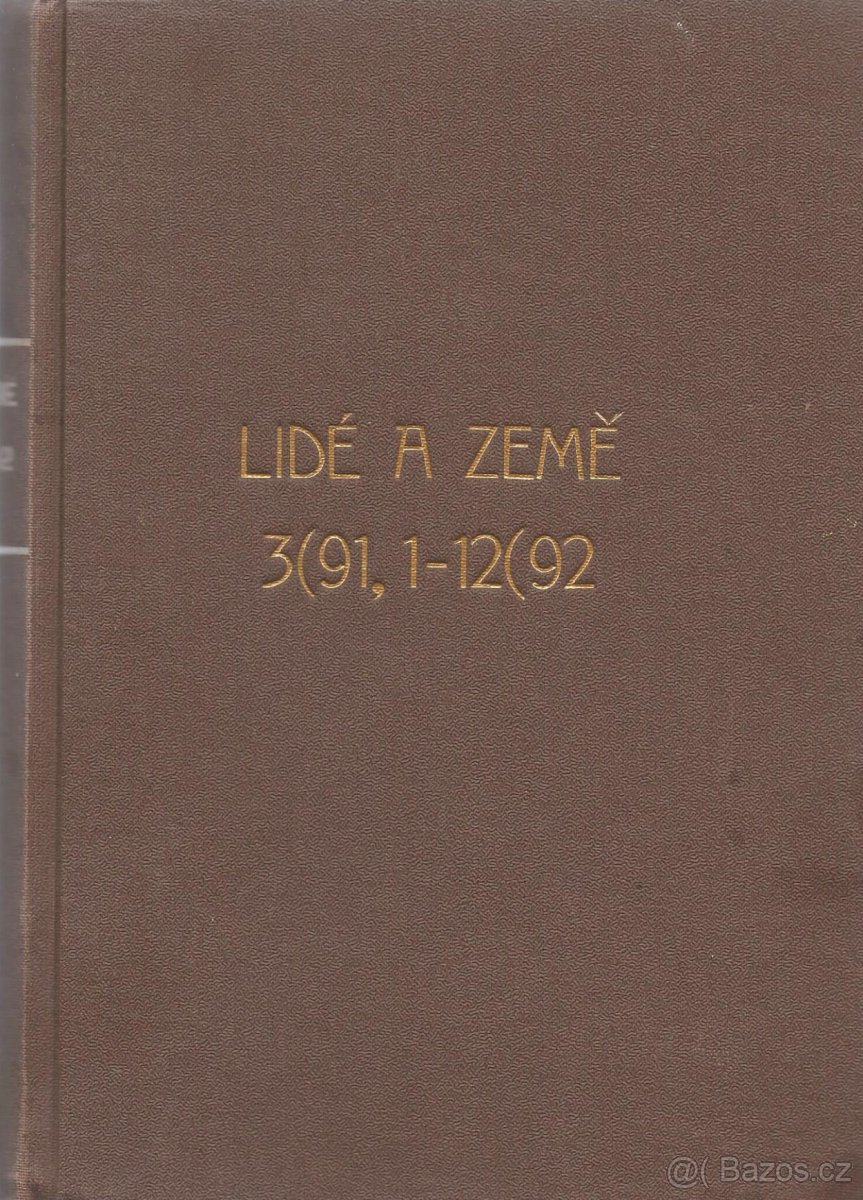 LIDÉ A ZEMĚ
3(91, 1-12(92
@( Bazos.cz